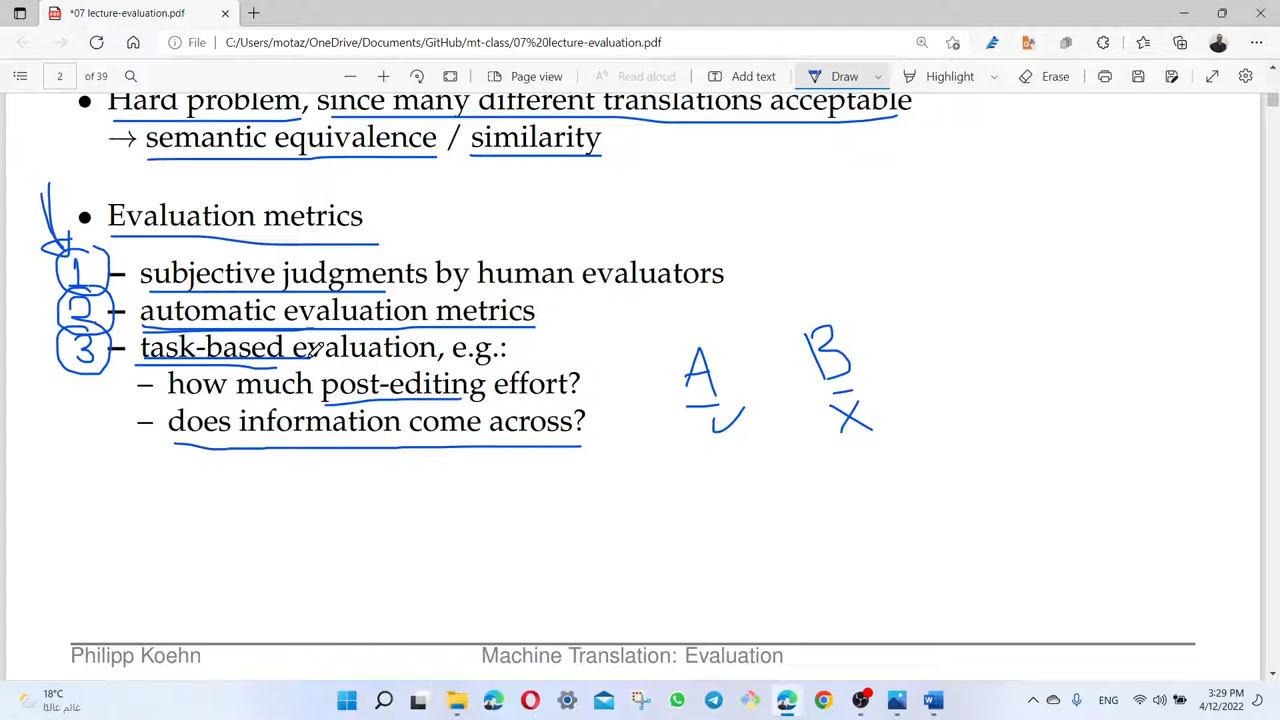 *07 lecture-evaluation.pdf
File C:/Users/motaz/OneDrive/Documents/GitHub/mt-class/07%20lecture-evaluation.pdf
2 of 39 Page view Read aloud Add text Draw Highlight Erase
• Hard problem, since many different translations acceptable
→ semantic equivalence / similarity
• Evaluation metrics
1 – subjective judgments by human evaluators
2 – automatic evaluation metrics
3 – task-based evaluation, e.g.:
– how much post-editing effort?
– does information come across?
A B
✓ X
Philipp Koehn Machine Translation: Evaluation
18°C
غائم غالبًا
ENG
3:29 PM
4/12/2022